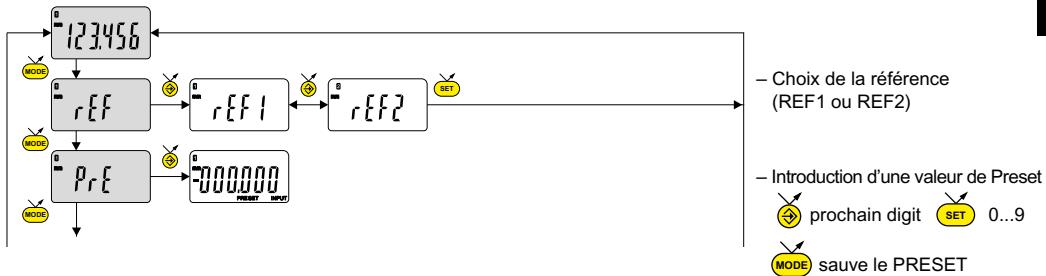 123.456
MODE
rEF
rEF1
rEF2
SET
– Choix de la référence
(REF1 ou REF2)
MODE
PrE
-000.000
PRESET INPUT
– Introduction d'une valeur de Preset
prochain digit SET 0...9
MODE
MODE sauve le PRESET